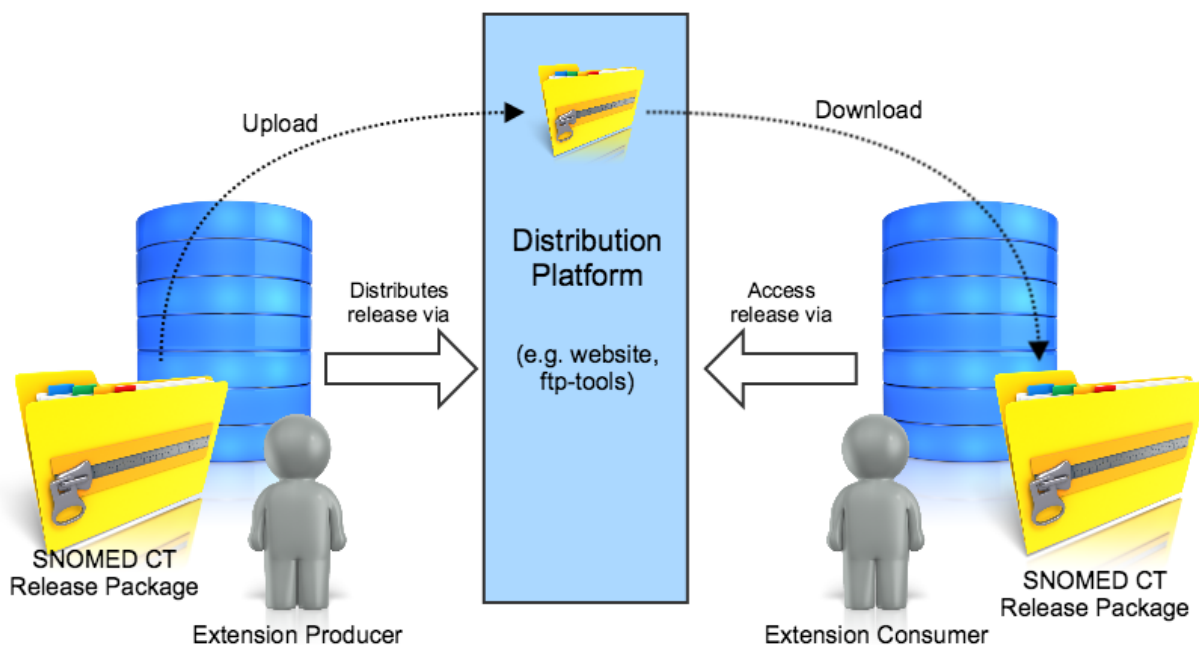 Upload
Download
Distribution
Platform
(e.g. website,
ftp-tools)
Distributes
release via
Access
release via
SNOMED CT
Release Package
Extension Producer
Extension Consumer
SNOMED CT
Release Package